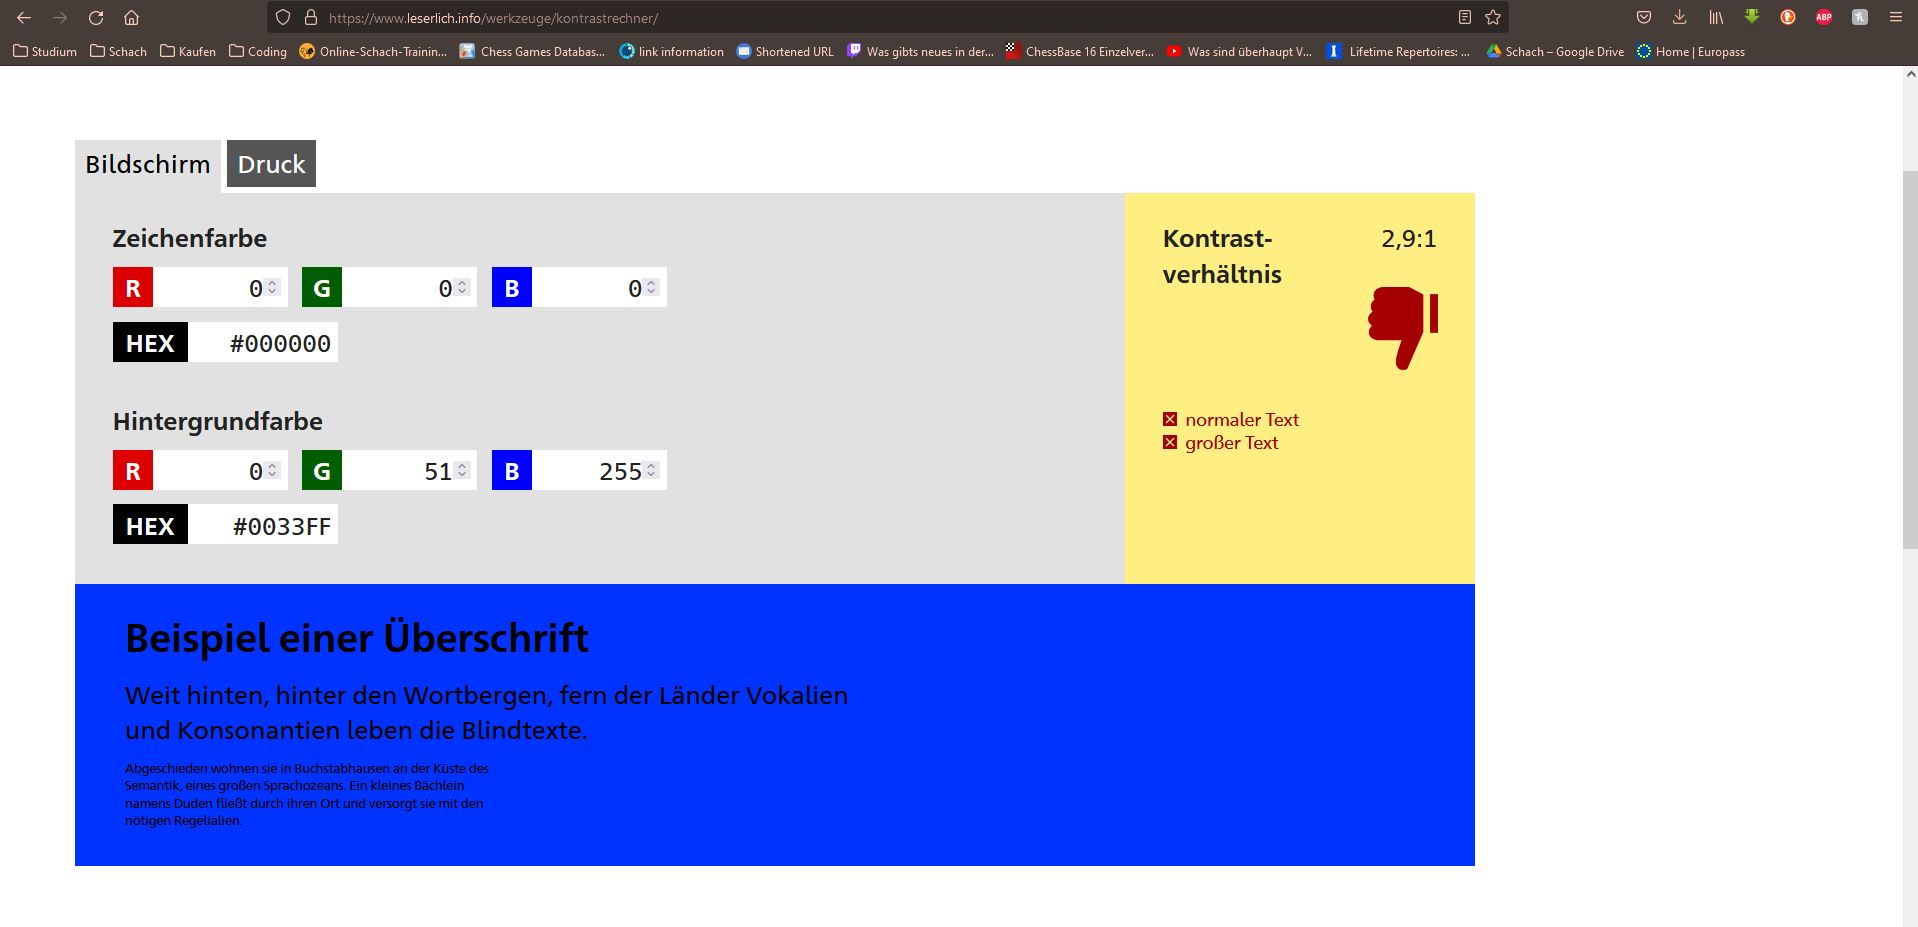 https://www.leserlich.info/werkzeuge/kontrastrechner/
ABP
Studium Schach Kaufen Coding Online-Schach-Trainin... Chess Games Databas... link information Shortened URL Was gibts neues in der... ChessBase 16 Einzelver... Was sind überhaupt V... Lifetime Repertoires: ... Schach – Google Drive Home | Europass
Bildschirm Druck
Zeichenfarbe
R 0 G 0 B 0
HEX #000000
Hintergrundfarbe
R 0 G 51 B 255
HEX #0033FF
Kontrast- 2,9:1
verhältnis
normaler Text
großer Text
Beispiel einer Überschrift
Weit hinten, hinter den Wortbergen, fern der Länder Vokalien
und Konsonantien leben die Blindtexte.
Abgeschieden wohnen sie in Buchstabhausen an der Küste des
Semantik, eines großen Sprachozeans. Ein kleines Bächlein
namens Duden fließt durch ihren Ort und versorgt sie mit den
nötigen Regelialien.